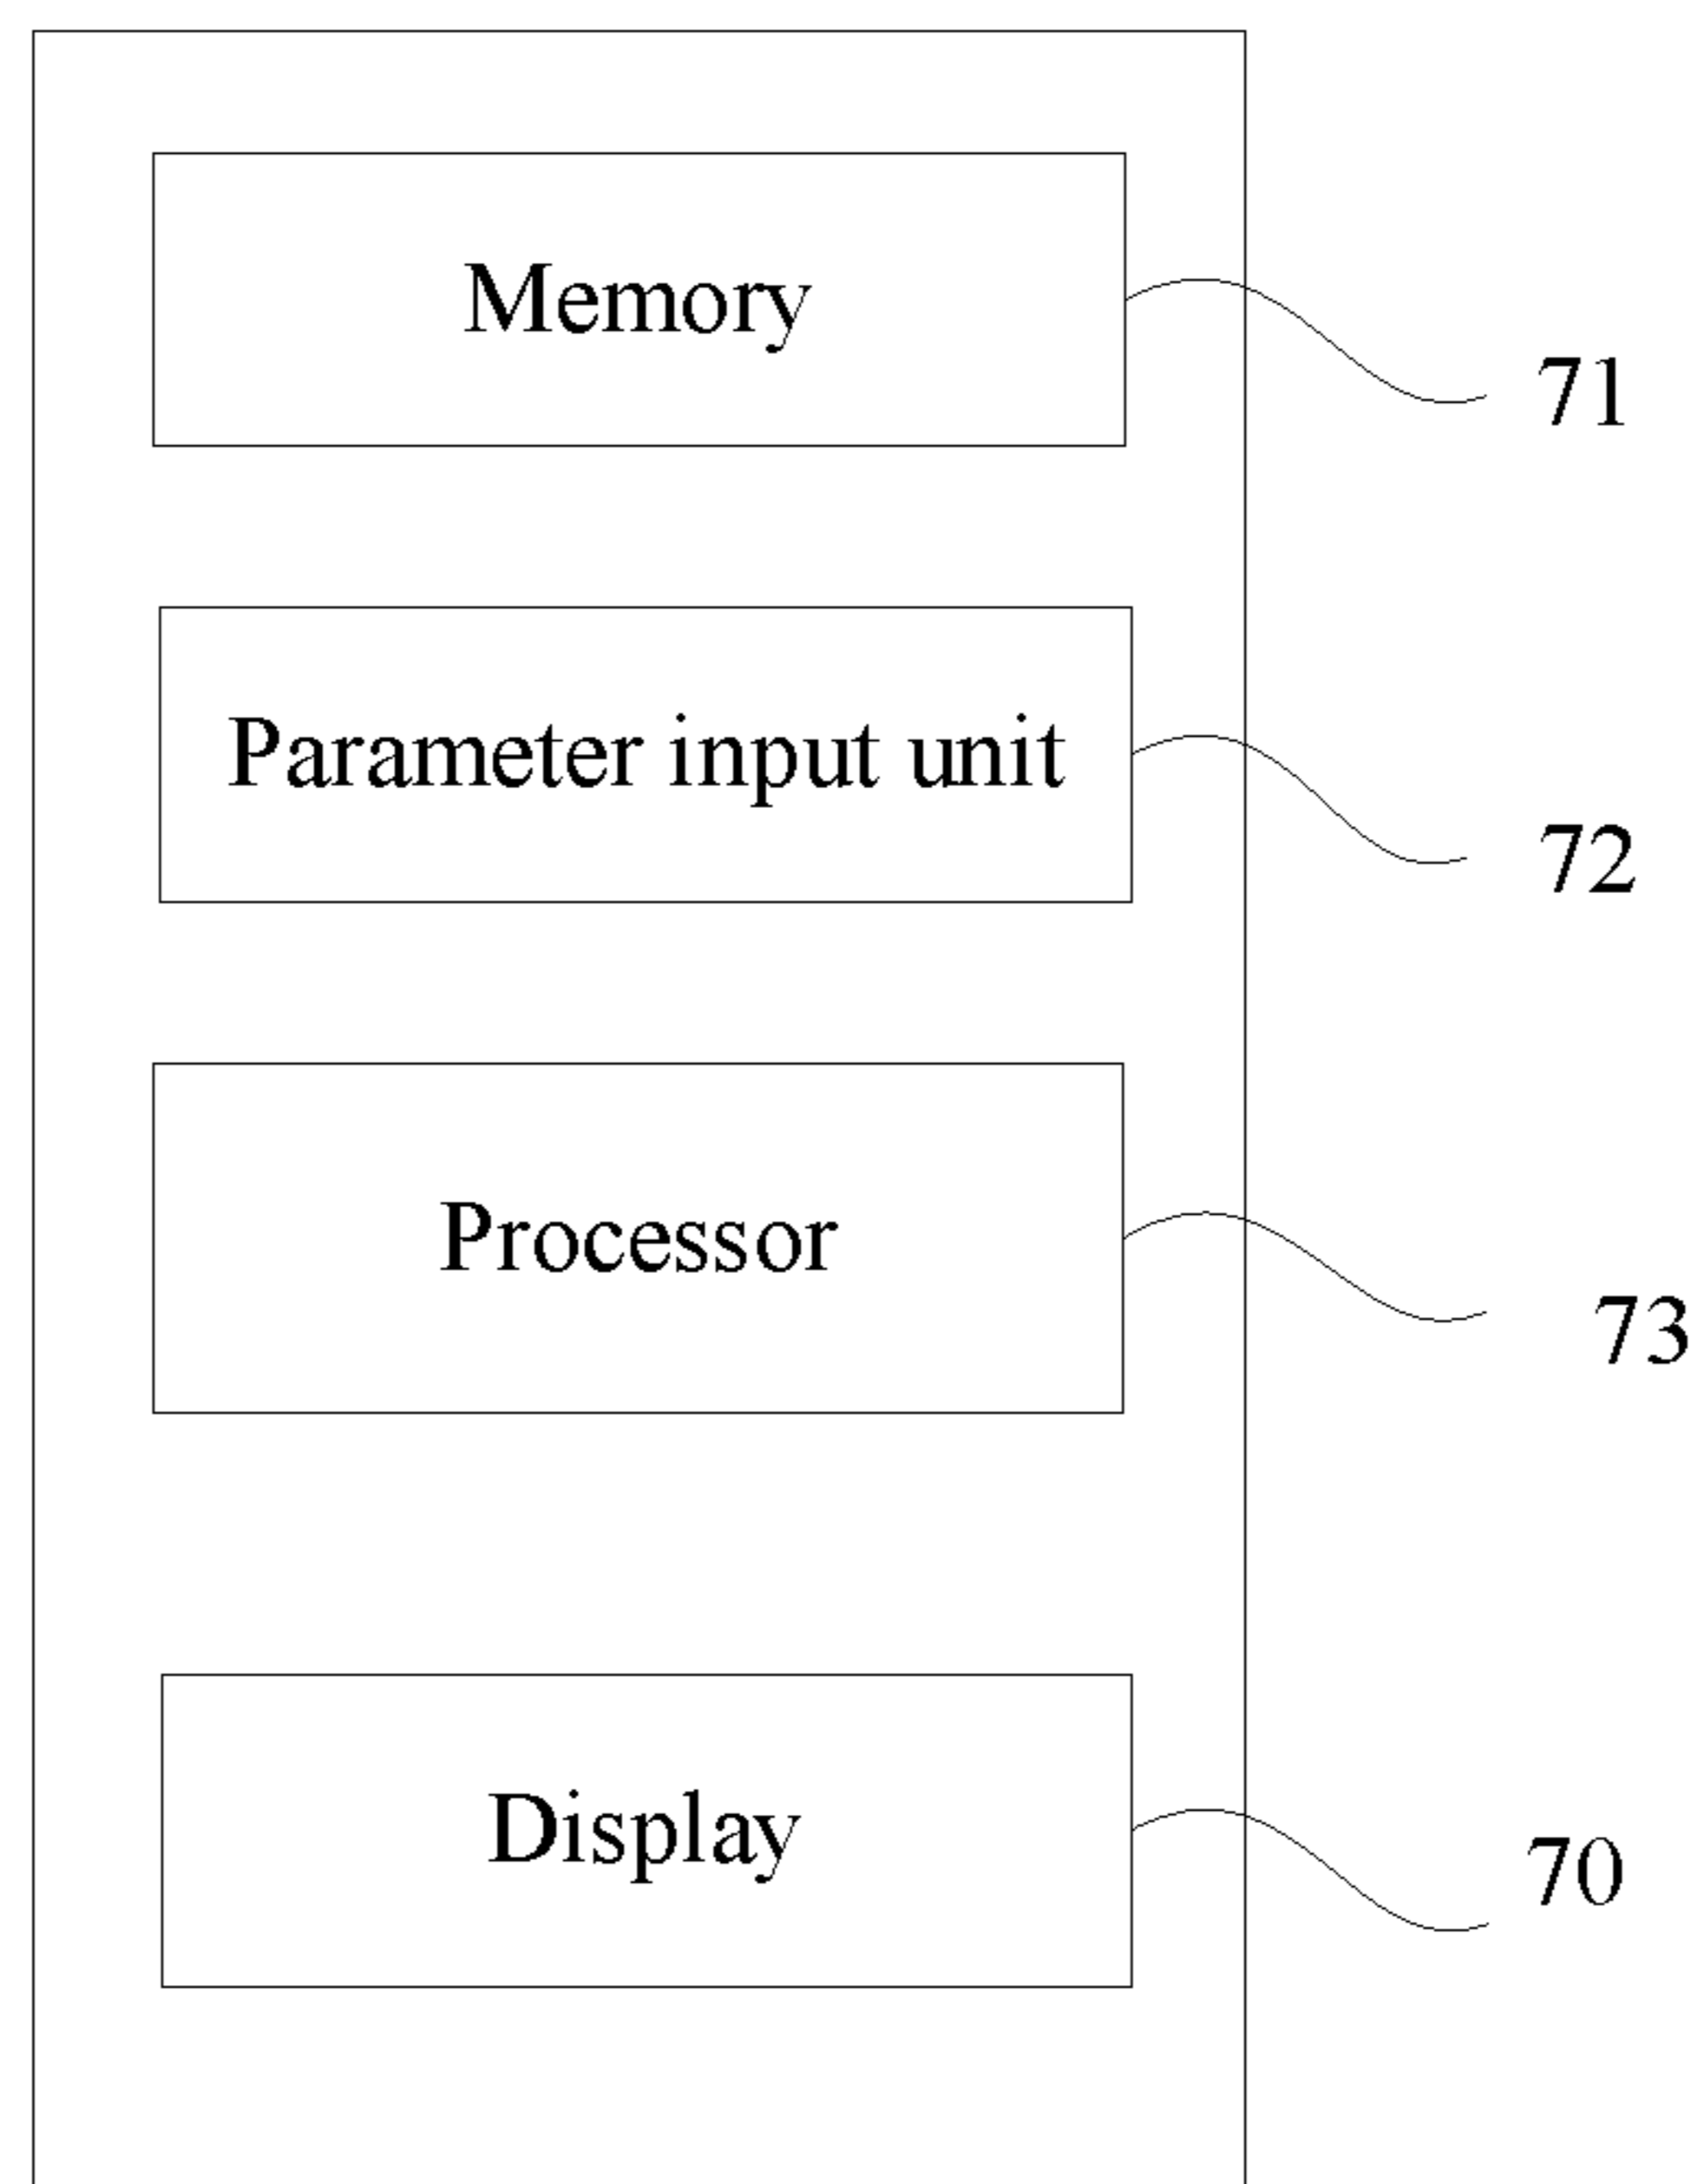 Memory
71
Parameter input unit
72
Processor
73
Display
70